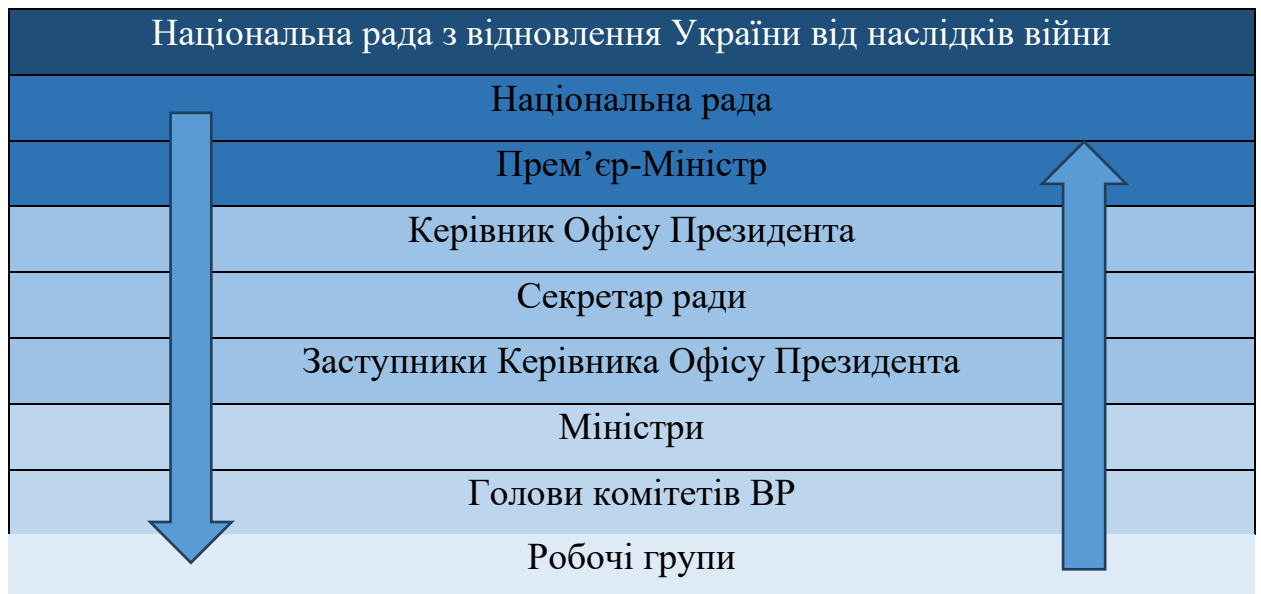 Національна рада з відновлення України від наслідків війни
Національна рада
Прем’єр-Міністр
Керівник Офісу Президента
Секретар ради
Заступники Керівника Офісу Президента
Міністри
Голови комітетів ВР
Робочі групи